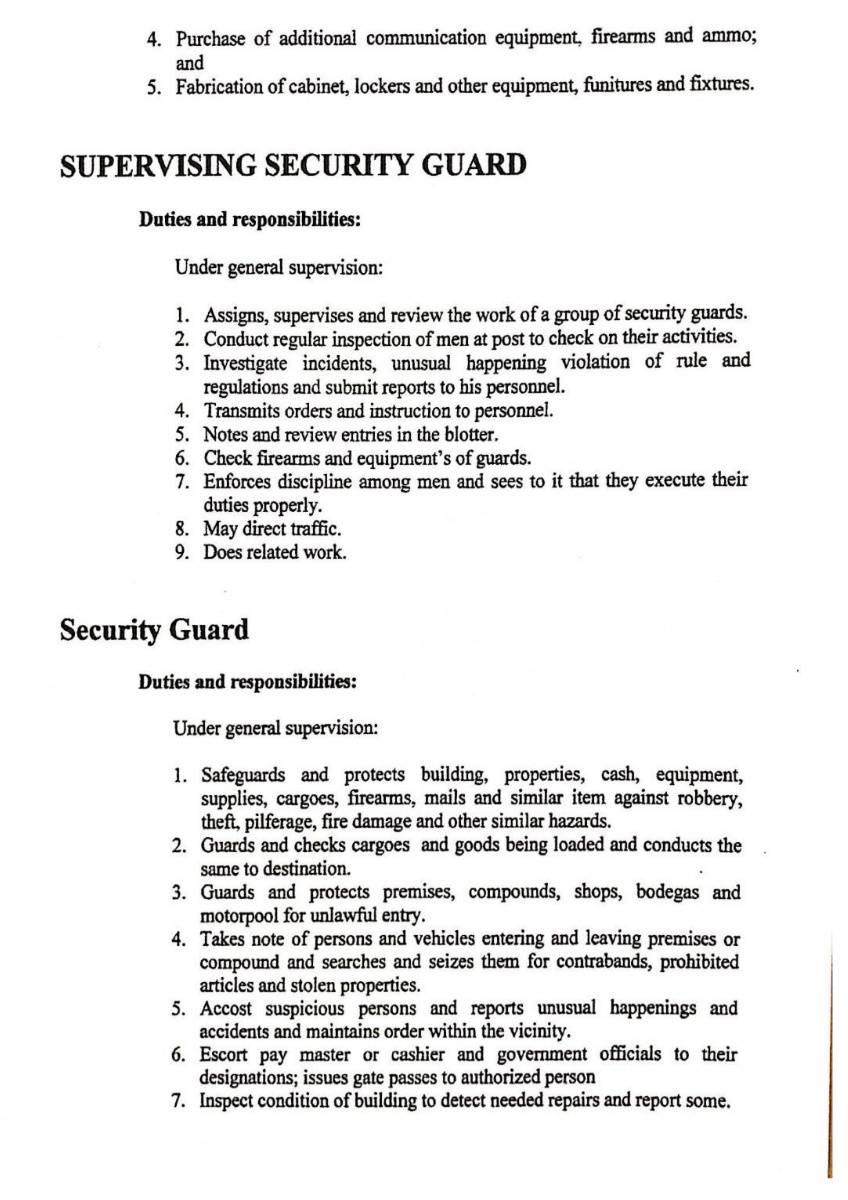 4. Purchase of additional communication equipment, firearms and ammo;
and
5. Fabrication of cabinet, lockers and other equipment, funitures and fixtures.
SUPERVISING SECURITY GUARD
Duties and responsibilities:
Under general supervision:
1. Assigns, supervises and review the work of a group of security guards.
2. Conduct regular inspection of men at post to check on their activities.
3. Investigate incidents, unusual happening violation of rule and
regulations and submit reports to his personnel.
4. Transmits orders and instruction to personnel.
5. Notes and review entries in the blotter.
6. Check firearms and equipment's of guards.
7. Enforces discipline among men and sees to it that they execute their
duties properly.
8. May direct traffic.
9. Does related work.
Security Guard
Duties and responsibilities:
Under general supervision:
1. Safeguards and protects building, properties, cash, equipment,
supplies, cargoes, firearms, mails and similar item against robbery,
theft, pilferage, fire damage and other similar hazards.
2. Guards and checks cargoes and goods being loaded and conducts the
same to destination.
3. Guards and protects premises, compounds, shops, bodegas and
motorpool for unlawful entry.
4. Takes note of persons and vehicles entering and leaving premises or
compound and searches and seizes them for contrabands, prohibited
articles and stolen properties.
5. Accost suspicious persons and reports unusual happenings and
accidents and maintains order within the vicinity.
6. Escort pay master or cashier and government officials to their
designations; issues gate passes to authorized person
7. Inspect condition of building to detect needed repairs and report some.